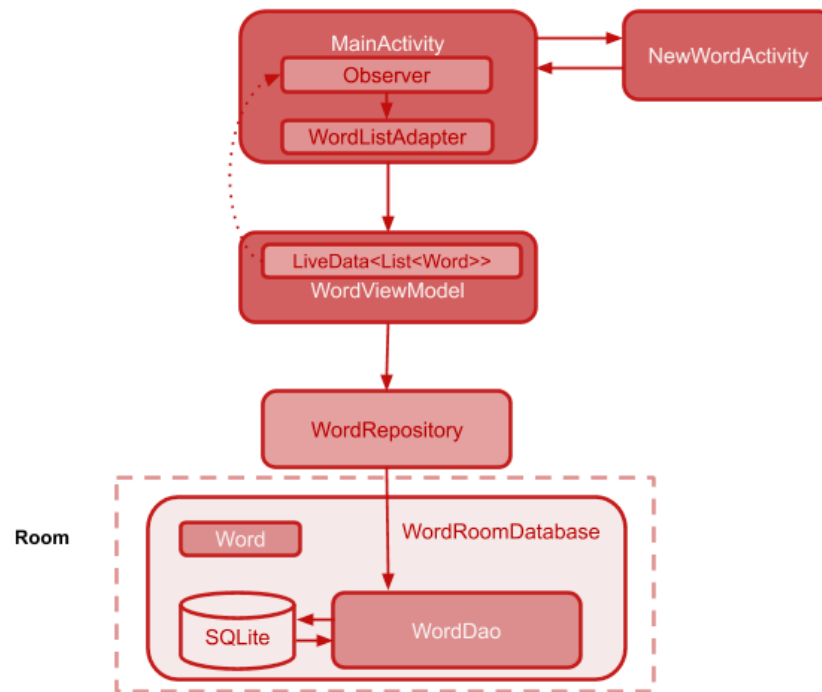 MainActivity
NewWordActivity
Observer
WordListAdapter
LiveData<List<Word>>
WordViewModel
WordRepository
Room
WordRoomDatabase
Word
SQLite
WordDao